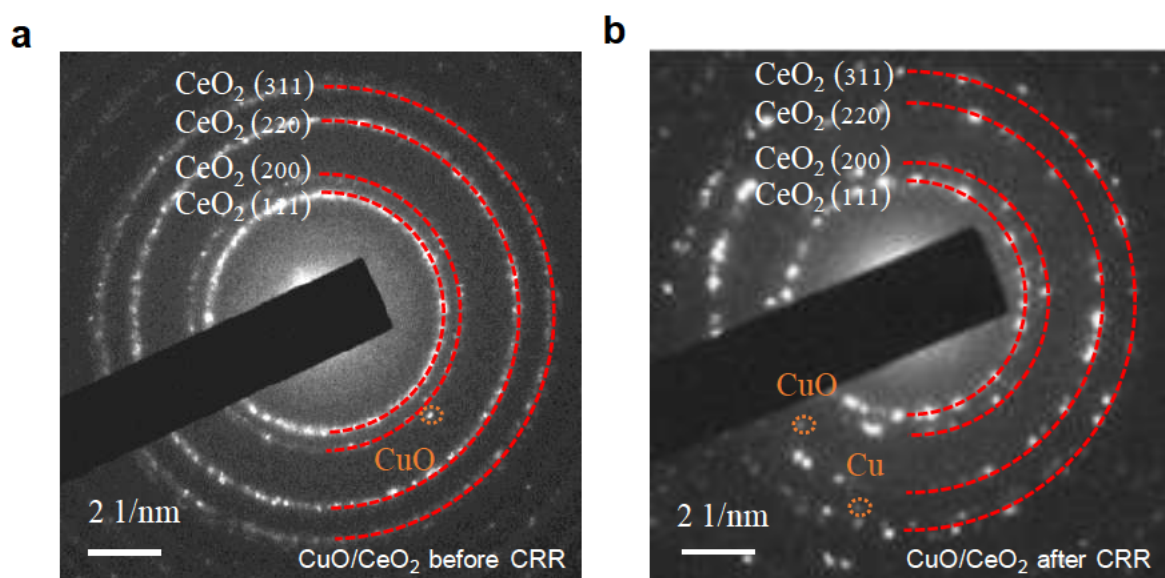 a
CeO₂ (311)
CeO₂ (220)
CeO₂ (200)
CeO₂ (111)
CuO
2 1/nm
CuO/CeO₂ before CRR
b
CeO₂ (311)
CeO₂ (220)
CeO₂ (200)
CeO₂ (111)
CuO
Cu
2 1/nm
CuO/CeO₂ after CRR